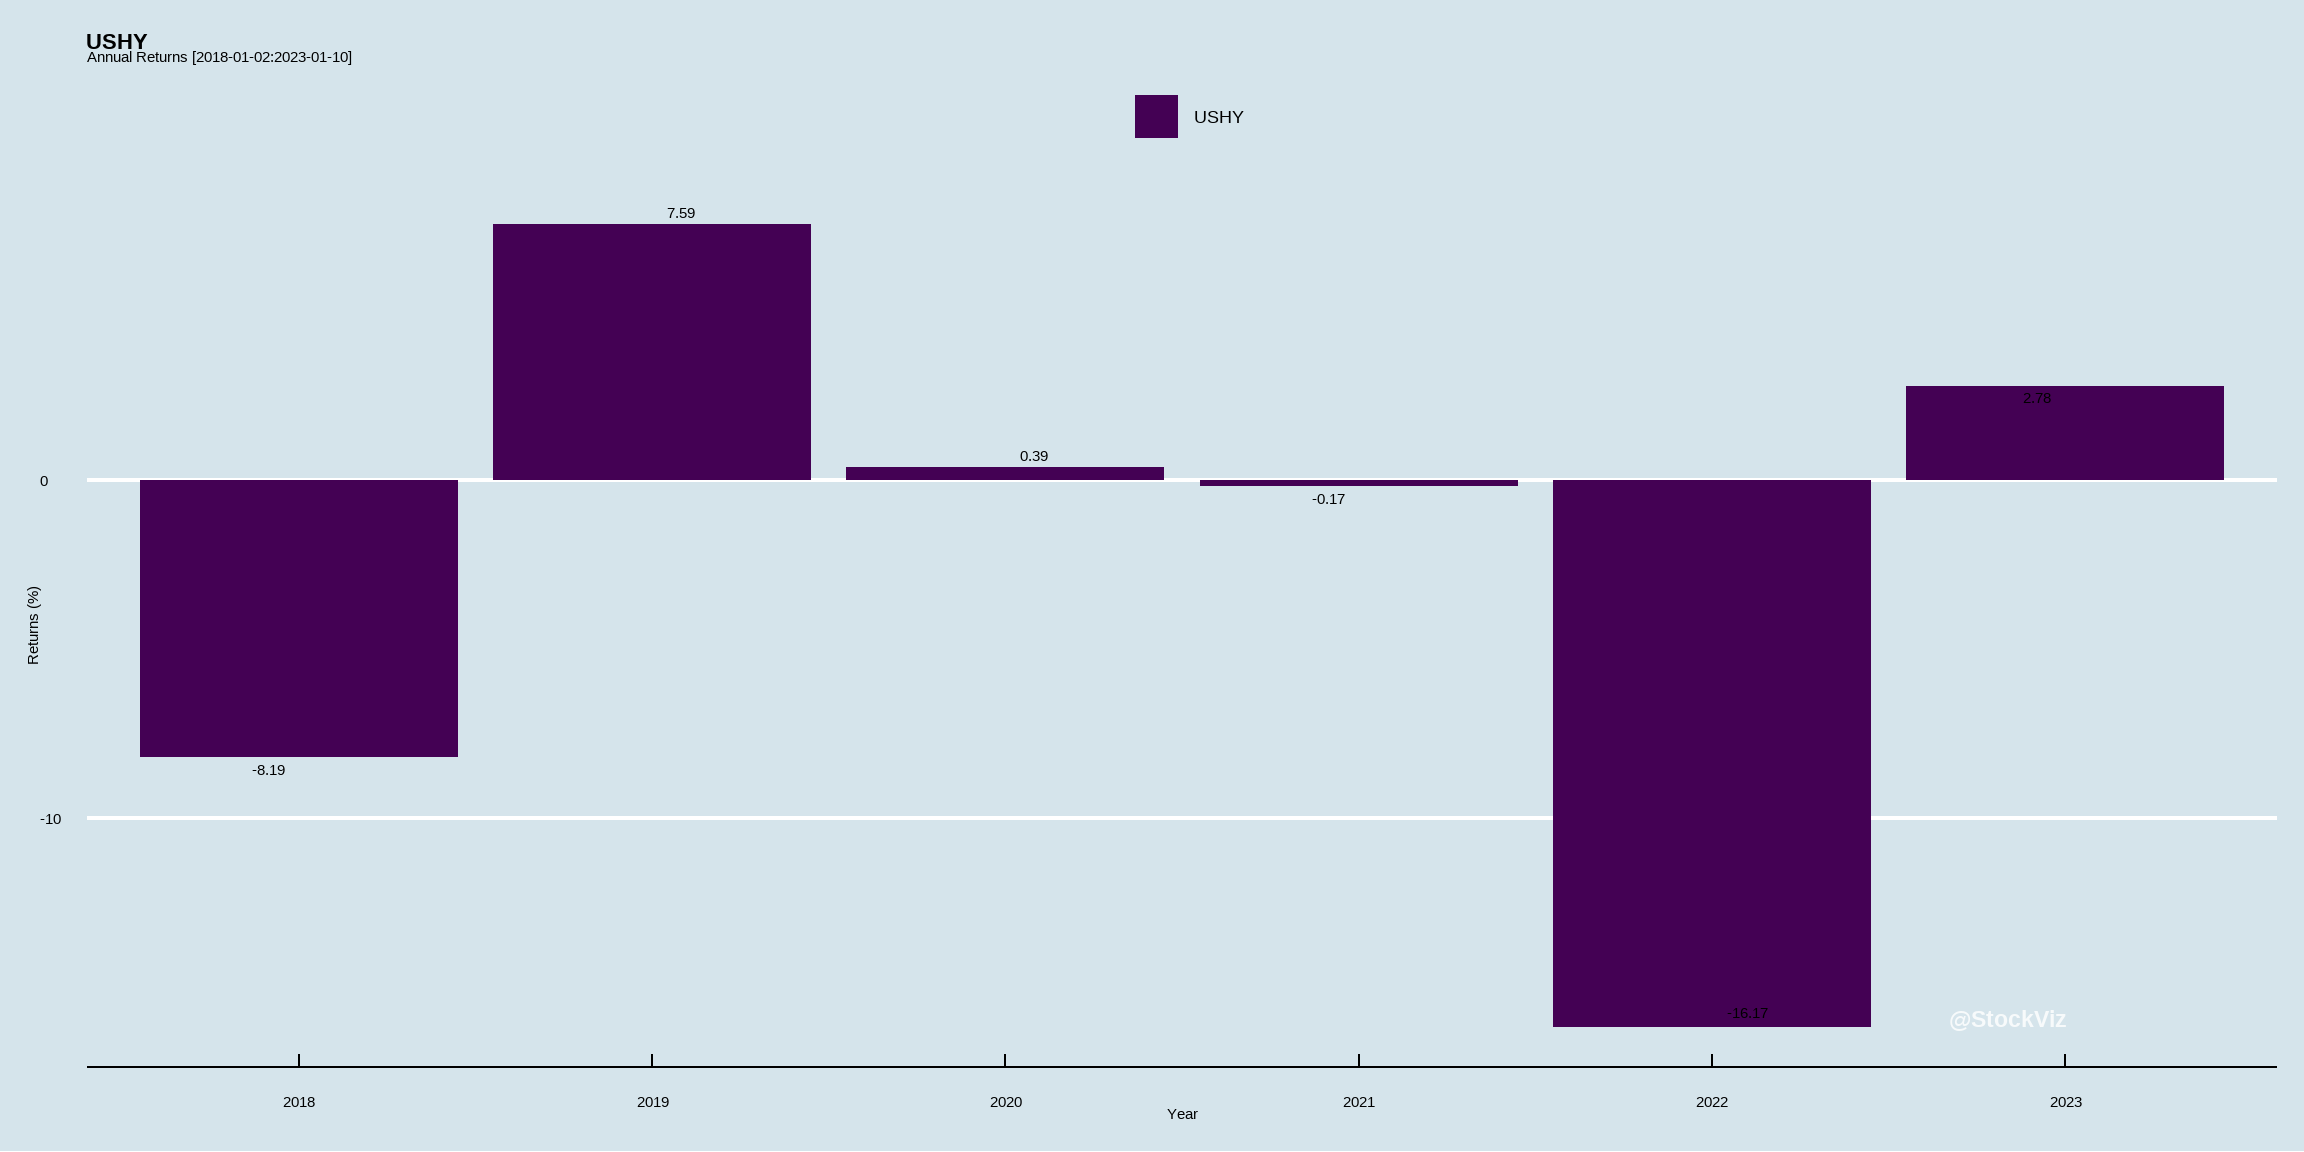 USHY
Annual Returns [2018-01-02:2023-01-10]
USHY
7.59
2.78
0.39
0
-0.17
Returns (%)
-8.19
-10
-16.17
@StockViz
2018 2019 2020 2021 2022 2023
Year